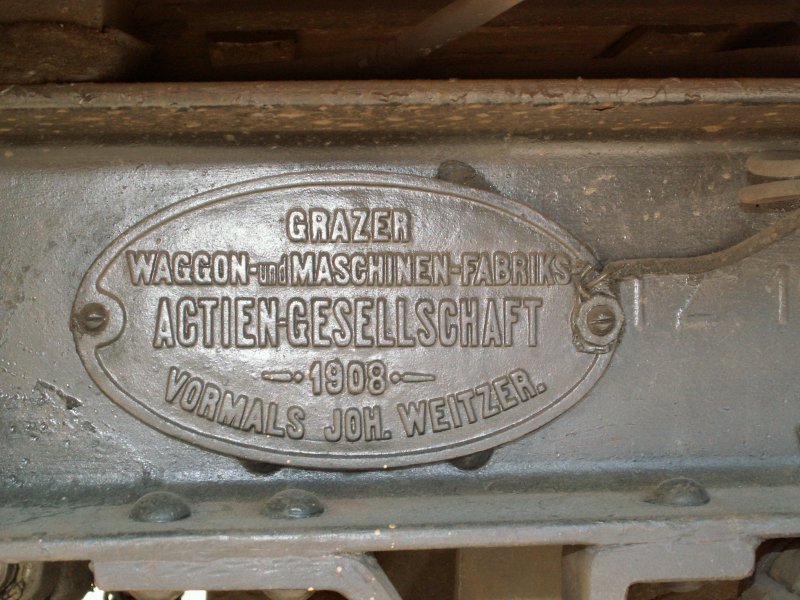 GRAZER
WAGGON-und MASCHINEN-FABRIKS-
ACTIEN-GESELLSCHAFT
1908
VORMALS JOH. WEITZER.